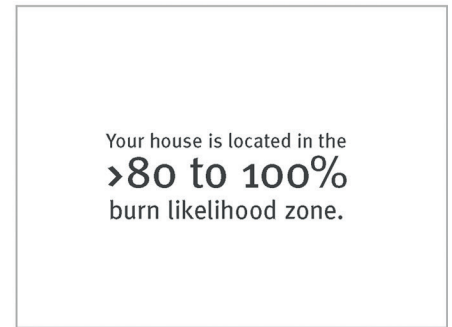 Your house is located in the
>80 to 100%
burn likelihood zone.